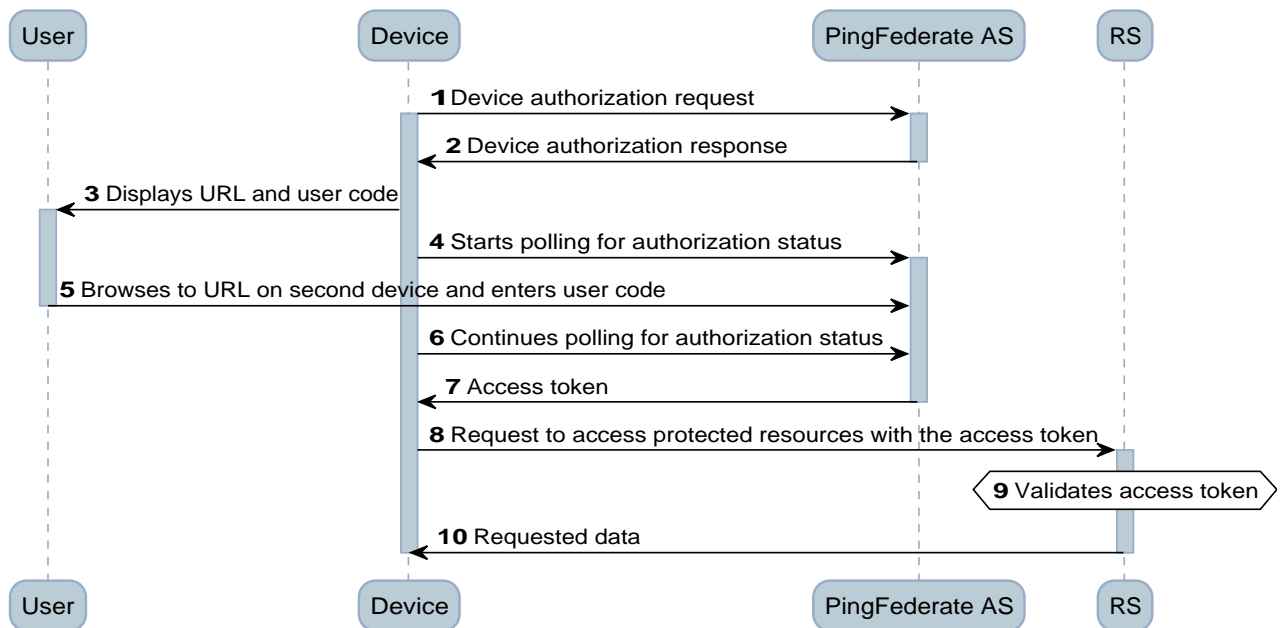 User
Device
PingFederate AS
RS
1 Device authorization request
2 Device authorization response
3 Displays URL and user code
4 Starts polling for authorization status
5 Browses to URL on second device and enters user code
6 Continues polling for authorization status
7 Access token
8 Request to access protected resources with the access token
9 Validates access token
10 Requested data
User
Device
PingFederate AS
RS